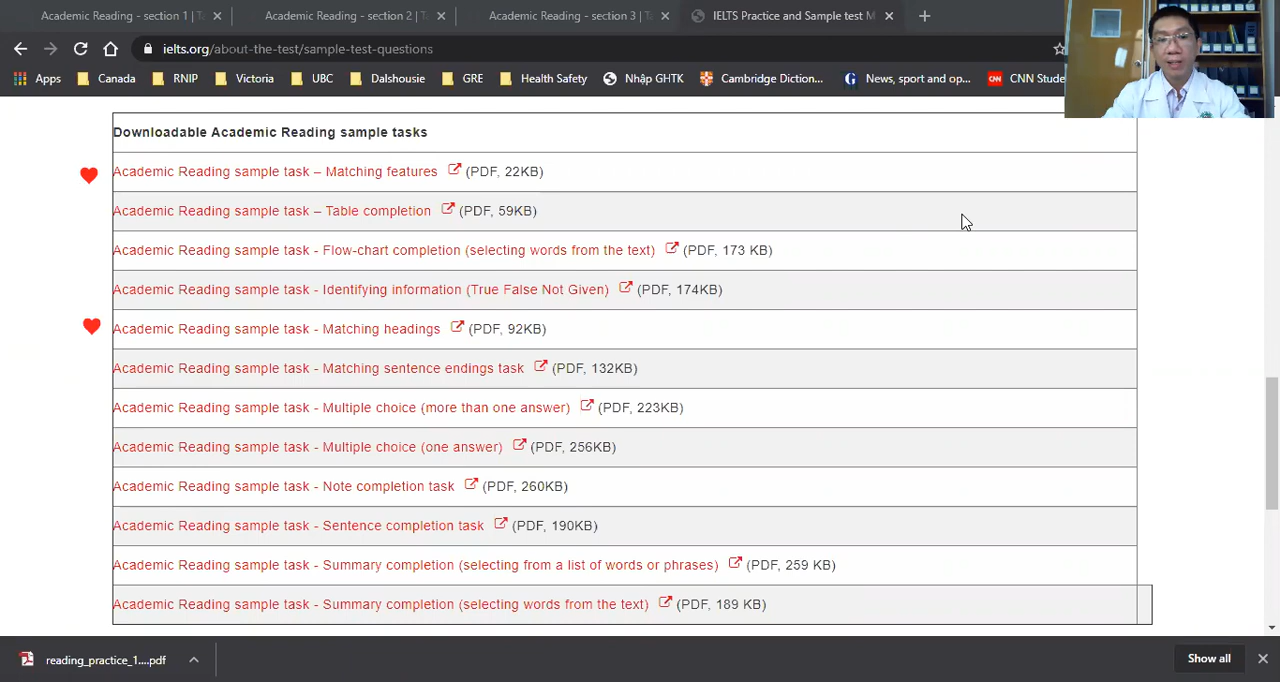 Academic Reading - section 1 | T
Academic Reading - section 2 | T
Academic Reading - section 3 | T
IELTS Practice and Sample test M
ielts.org/about-the-test/sample-test-questions
Apps
Canada
RNIP
Victoria
UBC
Dalshousie
GRE
Health Safety
Nhập GHTK
Cambridge Diction...
G
News, sport and op...
CNN
CNN Stude
Downloadable Academic Reading sample tasks
Academic Reading sample task – Matching features (PDF, 22KB)
Academic Reading sample task – Table completion (PDF, 59KB)
Academic Reading sample task - Flow-chart completion (selecting words from the text) (PDF, 173 KB)
Academic Reading sample task - Identifying information (True False Not Given) (PDF, 174KB)
Academic Reading sample task - Matching headings (PDF, 92KB)
Academic Reading sample task - Matching sentence endings task (PDF, 132KB)
Academic Reading sample task - Multiple choice (more than one answer) (PDF, 223KB)
Academic Reading sample task - Multiple choice (one answer) (PDF, 256KB)
Academic Reading sample task - Note completion task (PDF, 260KB)
Academic Reading sample task - Sentence completion task (PDF, 190KB)
Academic Reading sample task - Summary completion (selecting from a list of words or phrases) (PDF, 259 KB)
Academic Reading sample task - Summary completion (selecting words from the text) (PDF, 189 KB)
reading_practice_1....pdf
Show all